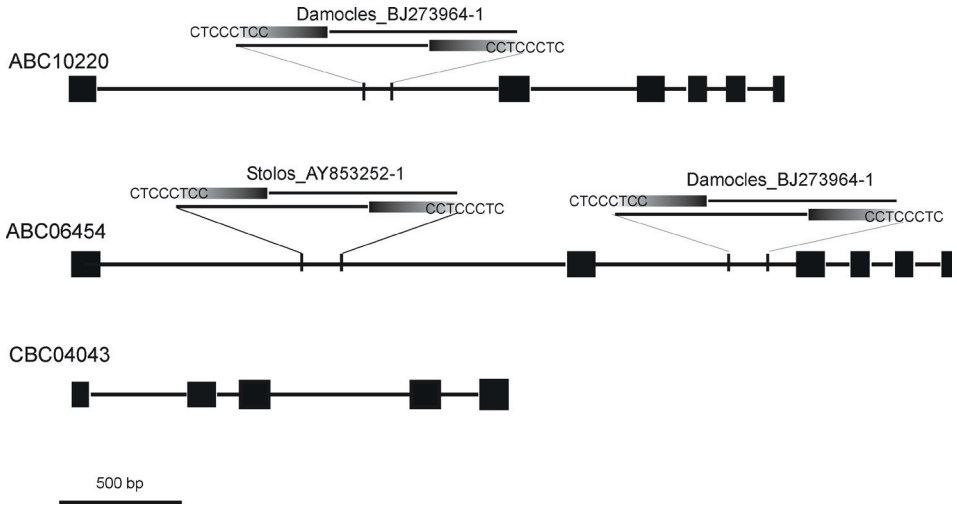 Damocles_BJ273964-1
CTCCCTCC
CCTCCCTC
ABC10220
Stolos_AY853252-1
CTCCCTCC
CCTCCCTC
Damocles_BJ273964-1
CTCCCTCC
CCTCCCTC
ABC06454
CBC04043
500 bp